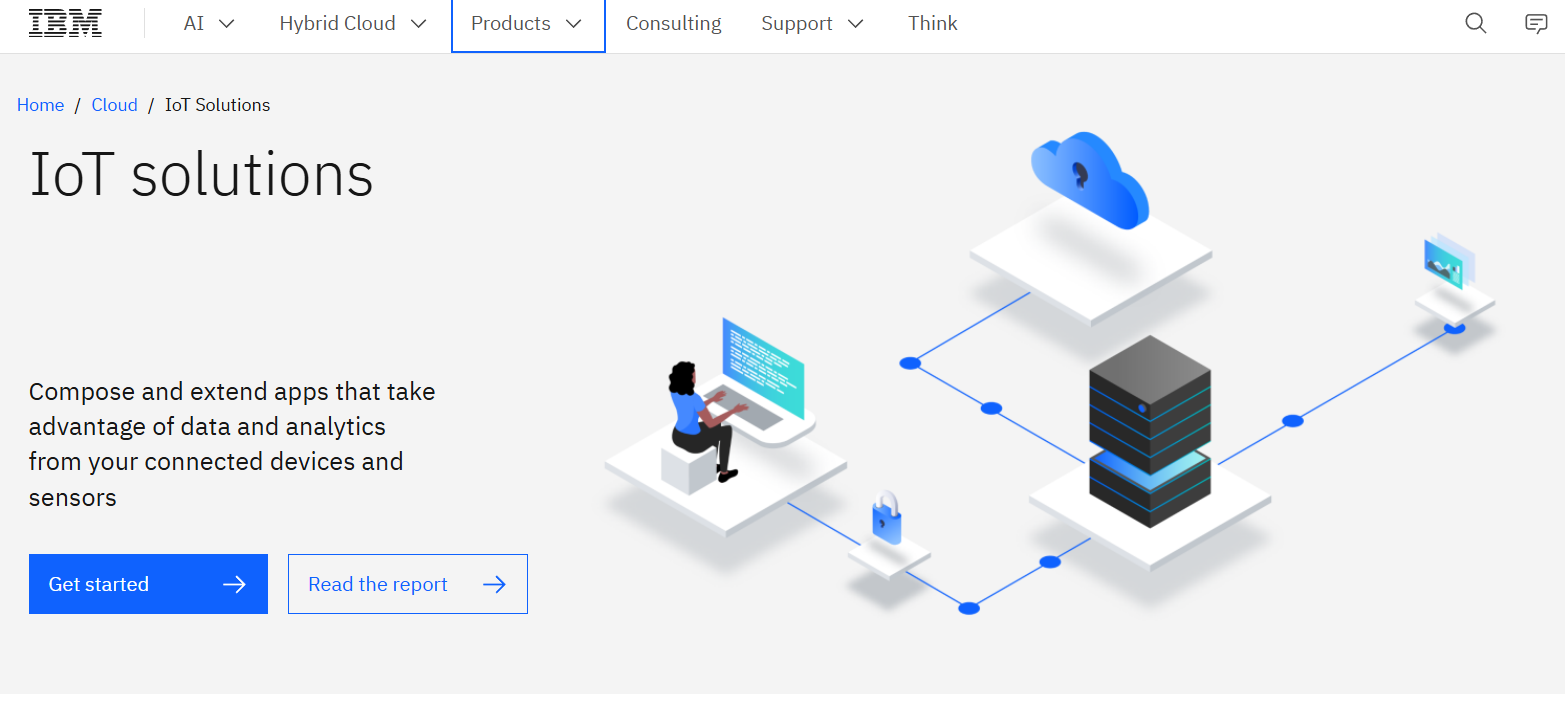 IBM
AI
Hybrid Cloud
Products
Consulting
Support
Think
Home / Cloud / IoT Solutions
IoT solutions
Compose and extend apps that take
advantage of data and analytics
from your connected devices and
sensors
Get started
Read the report